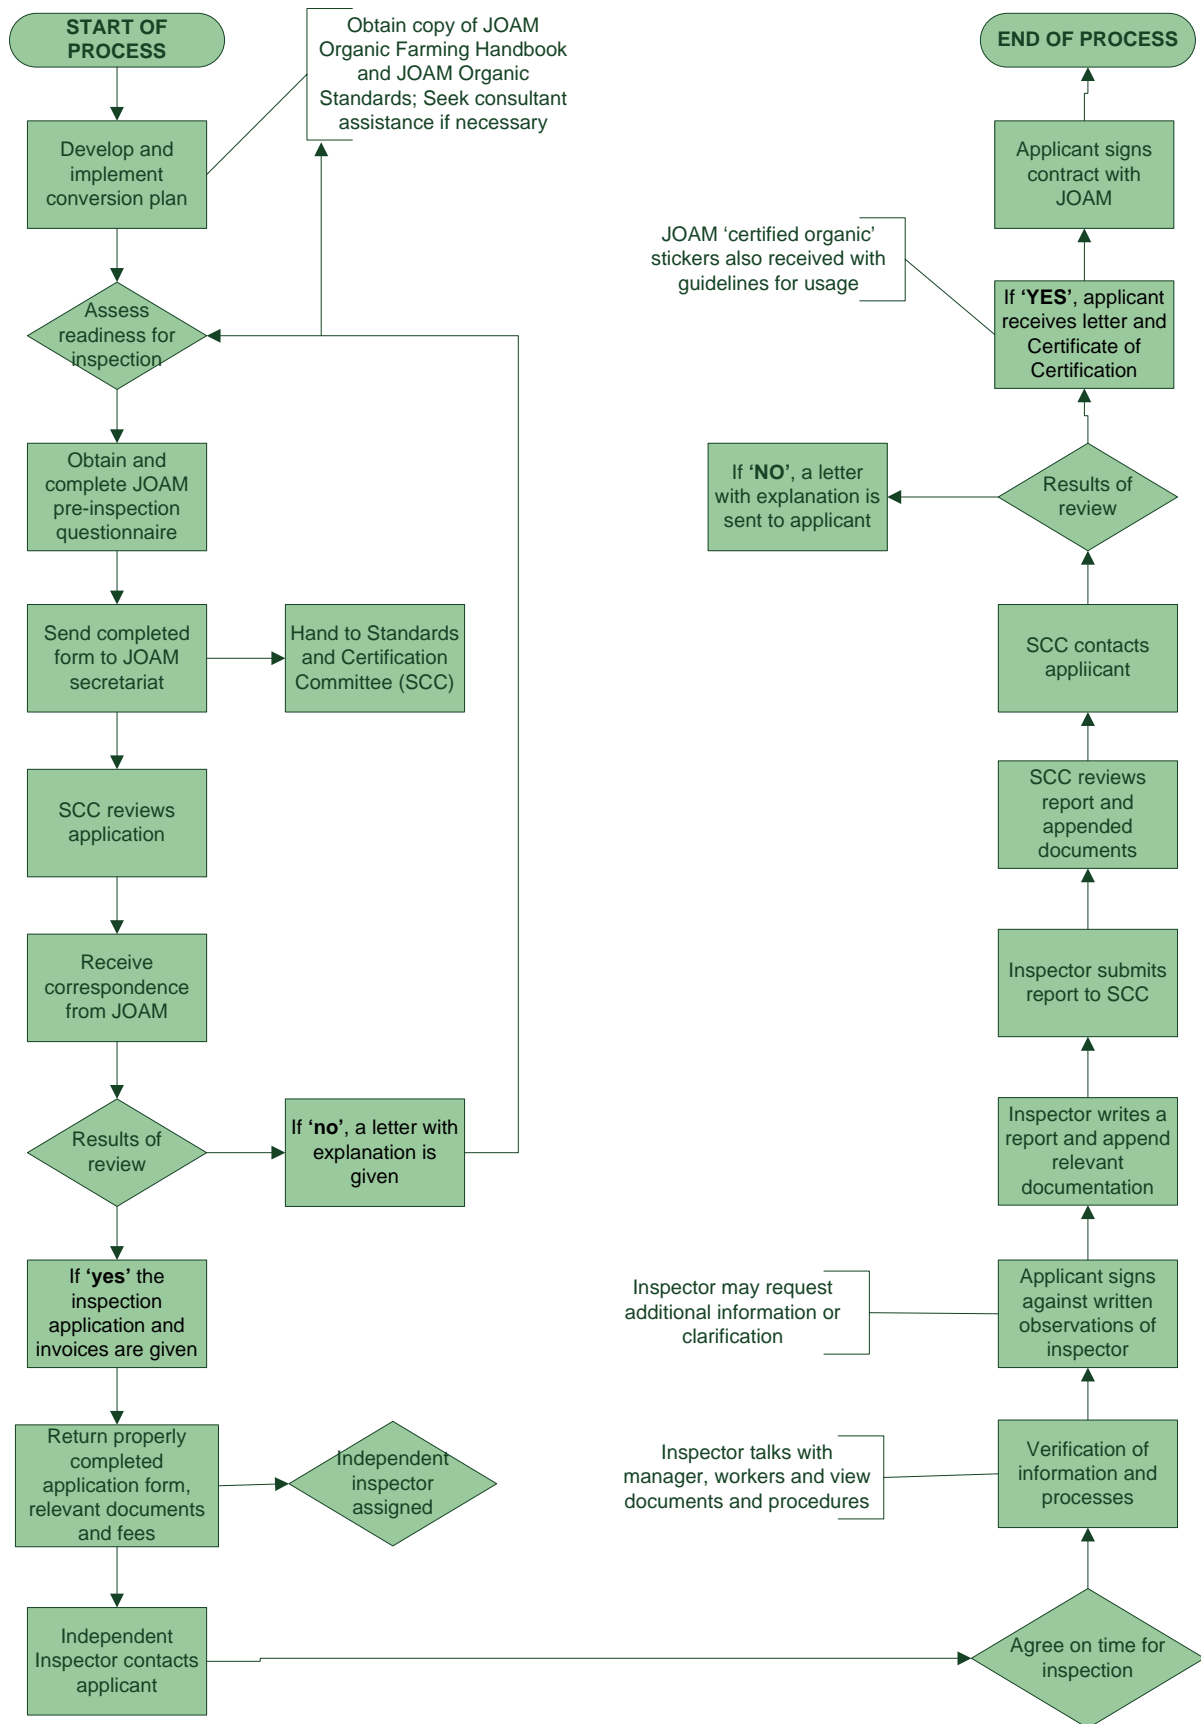 START OF
PROCESS
Obtain copy of JOAM
Organic Farming Handbook
and JOAM Organic
Standards; Seek consultant
assistance if necessary
Develop and
implement
conversion plan
Assess
readiness for
inspection
Obtain and
complete JOAM
pre-inspection
questionnaire
Send completed
form to JOAM
secretariat
Hand to Standards
and Certification
Committee (SCC)
SCC reviews
application
Receive
correspondence
from JOAM
Results of
review
If ‘no’, a letter with
explanation is
given
If ‘yes’ the
inspection
application and
invoices are given
Return properly
completed
application form,
relevant documents
and fees
Independent
inspector
assigned
Independent
Inspector contacts
applicant
Agree on time for
inspection
Verification of
information and
processes
Inspector talks with
manager, workers and view
documents and procedures
Applicant signs
against written
observations of
inspector
Inspector may request
additional information or
clarification
Inspector writes a
report and append
relevant
documentation
Inspector submits
report to SCC
SCC reviews
report and
appended
documents
SCC contacts
appliicant
Results of
review
If ‘NO’, a letter
with explanation is
sent to applicant
If ‘YES’, applicant
receives letter and
Certificate of
Certification
JOAM ‘certified organic’
stickers also received with
guidelines for usage
Applicant signs
contract with
JOAM
END OF PROCESS